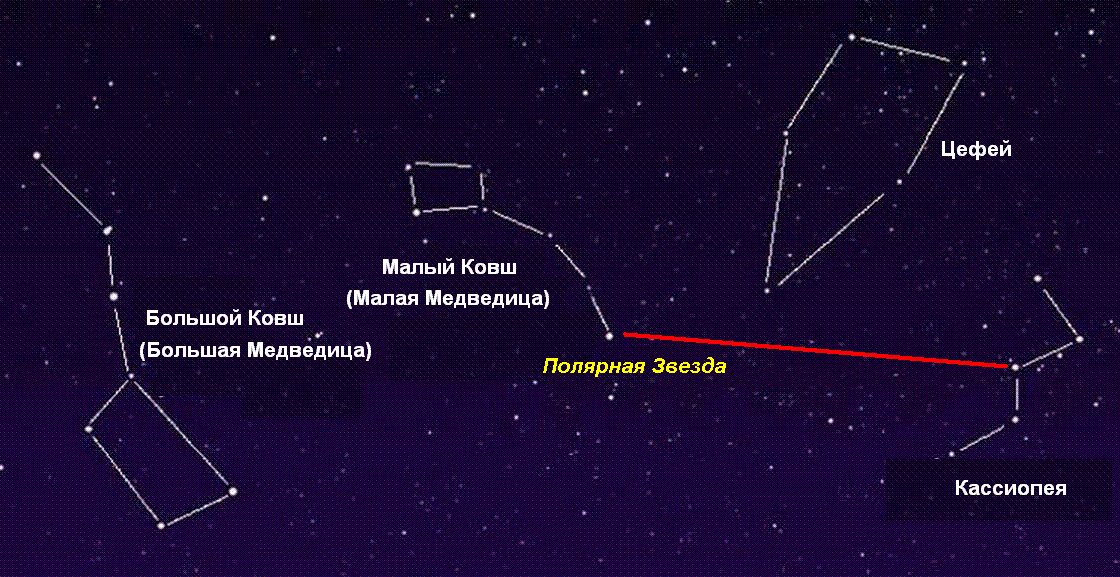 Цефей
Малый Ковш
(Малая Медведица)
Большой Ковш
(Большая Медведица)
Полярная Звезда
Кассиопея